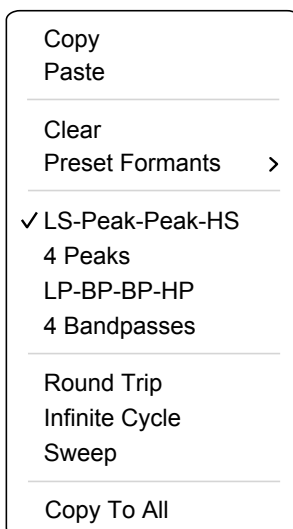 Copy
Paste
Clear
Preset Formants
LS-Peak-Peak-HS
4 Peaks
LP-BP-BP-HP
4 Bandpasses
Round Trip
Infinite Cycle
Sweep
Copy To All